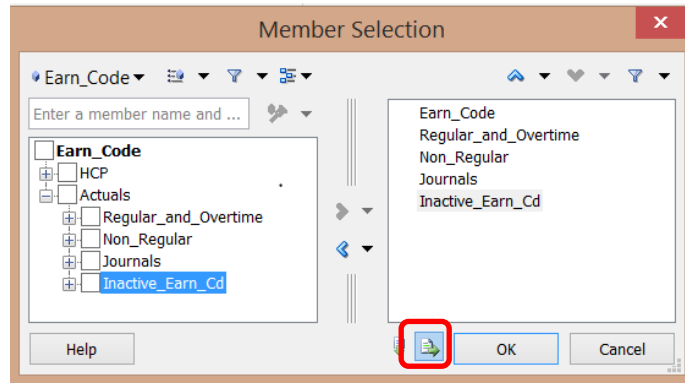 Member Selection
x
Earn_Code
Enter a member name and ...
Earn_Code
HCP
Actuals
Regular_and_Overtime
Non_Regular
Journals
Inactive_Earn_Cd
Earn_Code
Regular_and_Overtime
Non_Regular
Journals
Inactive_Earn_Cd
Help
OK
Cancel